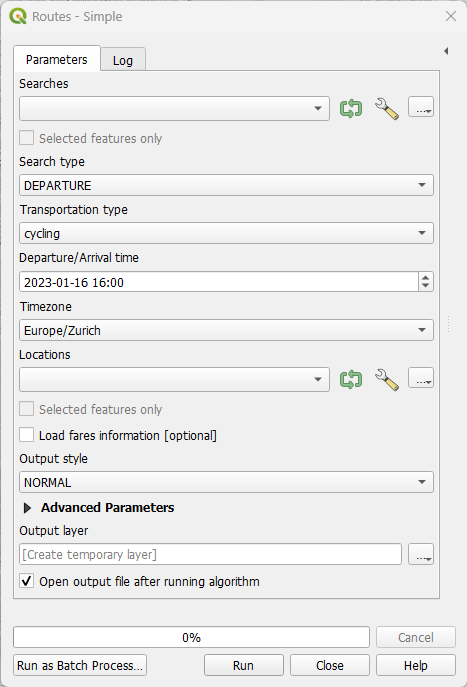 Routes - Simple
Parameters
Log
Searches
...
Selected features only
Search type
DEPARTURE
Transportation type
cycling
Departure/Arrival time
2023-01-16 16:00
Timezone
Europe/Zurich
Locations
...
Selected features only
Load fares information [optional]
Output style
NORMAL
Advanced Parameters
Output layer
[Create temporary layer]
...
Open output file after running algorithm
0%
Cancel
Run as Batch Process...
Run
Close
Help